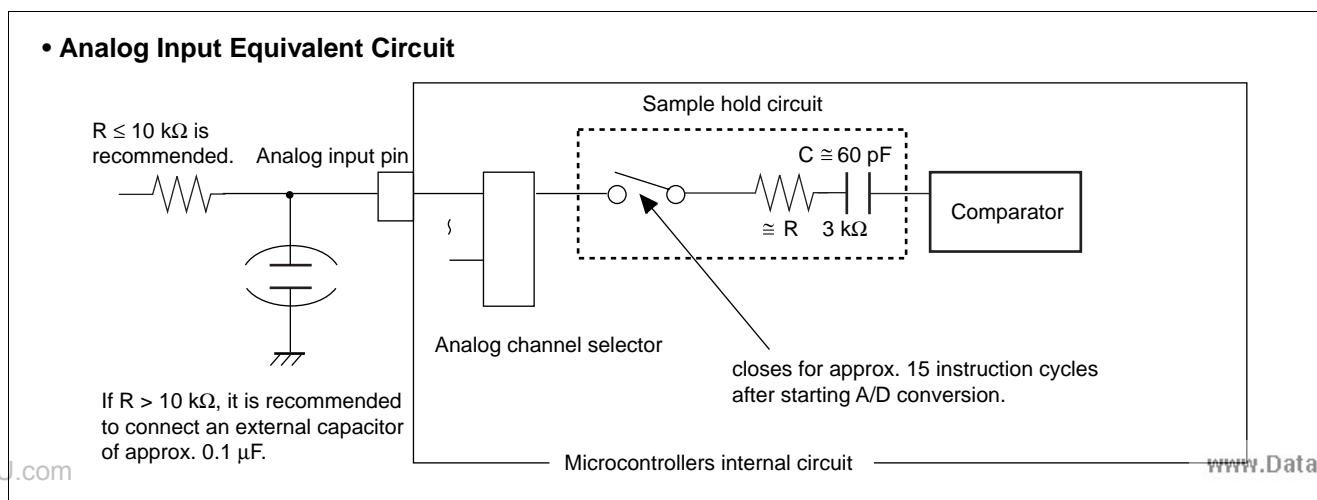 • Analog Input Equivalent Circuit
Sample hold circuit
R ≤ 10 kΩ is
recommended.
Analog input pin
C ≅ 60 pF
≅ R 3 kΩ
Comparator
Analog channel selector
closes for approx. 15 instruction cycles
after starting A/D conversion.
If R > 10 kΩ, it is recommended
to connect an external capacitor
of approx. 0.1 μF.
Microcontrollers internal circuit
J.com
www.Data